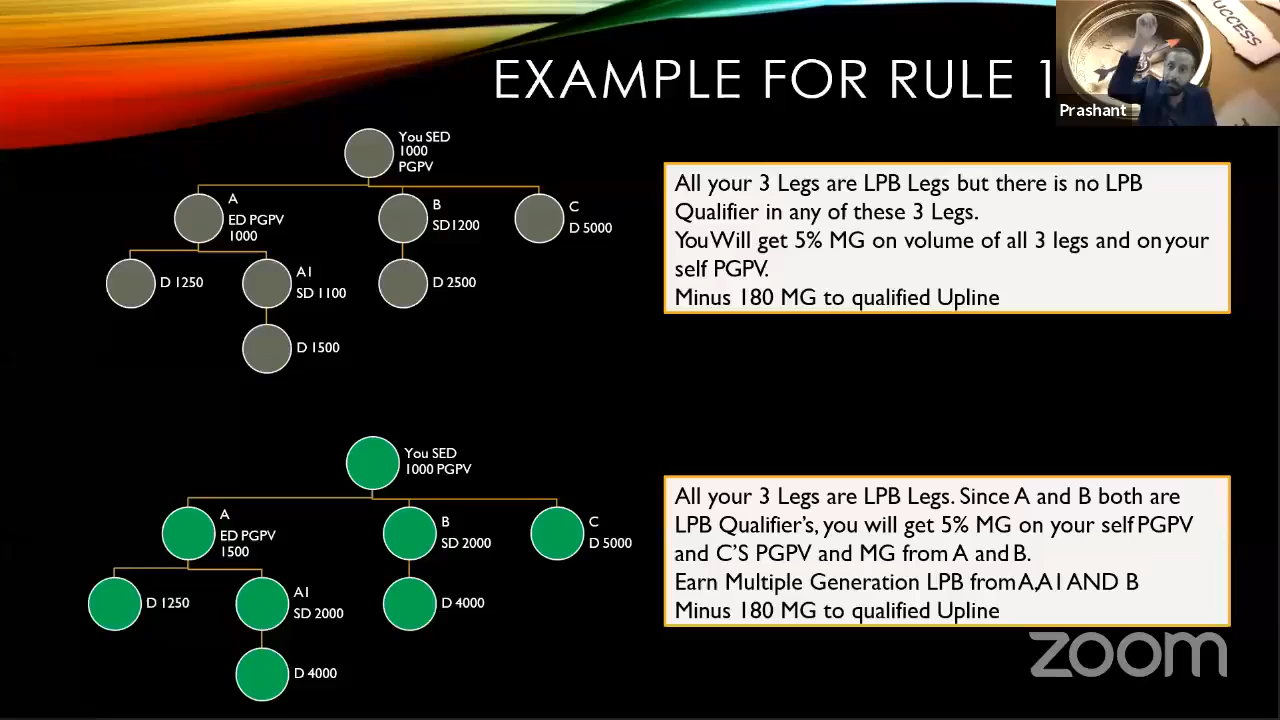 EXAMPLE FOR RULE 1
SUCCESS
Prashant
You SED
1000
PGPV
A
ED PGPV
1000
B
SD1200
C
D 5000
D 1250
A1
SD 1100
D 2500
D 1500
All your 3 Legs are LPB Legs but there is no LPB
Qualifier in any of these 3 Legs.
You Will get 5% MG on volume of all 3 legs and on your
self PGPV.
Minus 180 MG to qualified Upline
You SED
1000 PGPV
A
ED PGPV
1500
B
SD 2000
C
D 5000
D 1250
A1
SD 2000
D 4000
D 4000
All your 3 Legs are LPB Legs. Since A and B both are
LPB Qualifier's, you will get 5% MG on your self PGPV
and C'S PGPV and MG from A and B.
Earn Multiple Generation LPB from A,A1 AND B
Minus 180 MG to qualified Upline
zoom